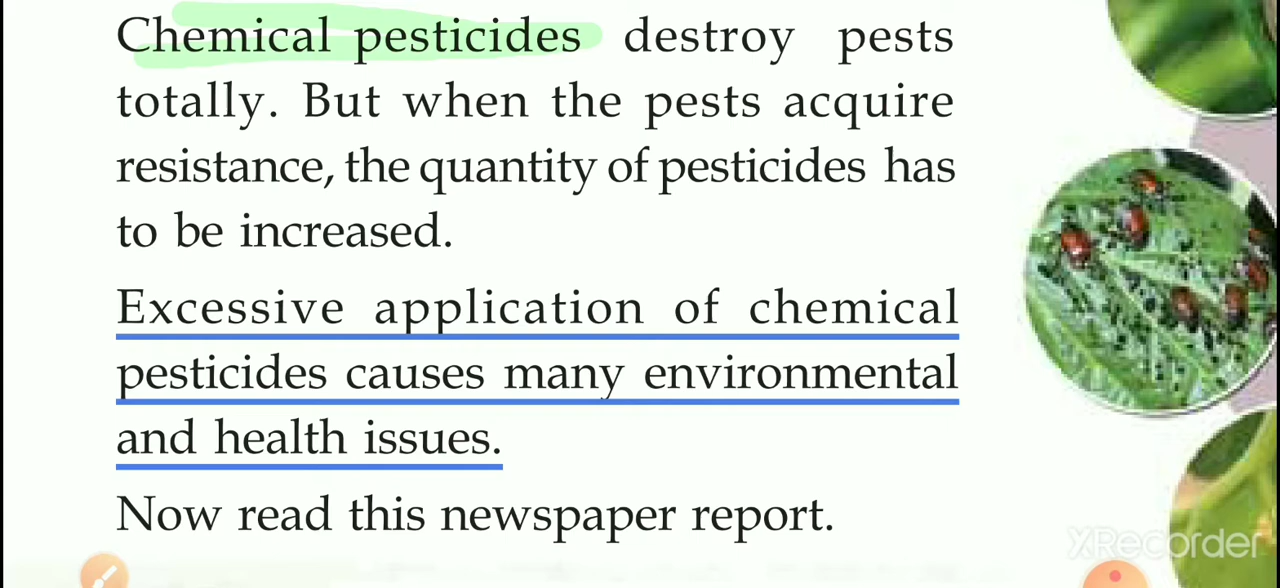 Chemical pesticides destroy pests
totally. But when the pests acquire
resistance, the quantity of pesticides has
to be increased.
Excessive application of chemical
pesticides causes many environmental
and health issues.
Now read this newspaper report.
XRecorder